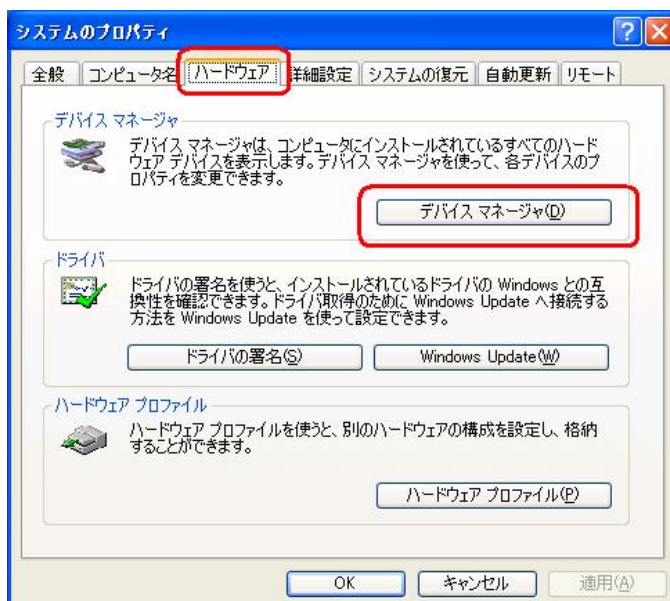 システムのプロパティ
全般 コンピュータ名 ハードウェア 詳細設定 システムの復元 自動更新 リモート
デバイス マネージャ
デバイス マネージャは、コンピュータにインストールされているすべてのハード
ウェア デバイスを表示します。デバイス マネージャを使って、各デバイスのプ
ロパティを変更できます。
デバイス マネージャ(D)
ドライバ
ドライバの署名を使うと、インストールされているドライバの Windows との互
換性を確認できます。ドライバ取得のために Windows Update へ接続する
方法を Windows Update を使って設定できます。
ドライバの署名(S) Windows Update(W)
ハードウェア プロファイル
ハードウェア プロファイルを使うと、別のハードウェアの構成を設定し、格納
することができます。
ハードウェア プロファイル(P)
OK キャンセル 適用(A)